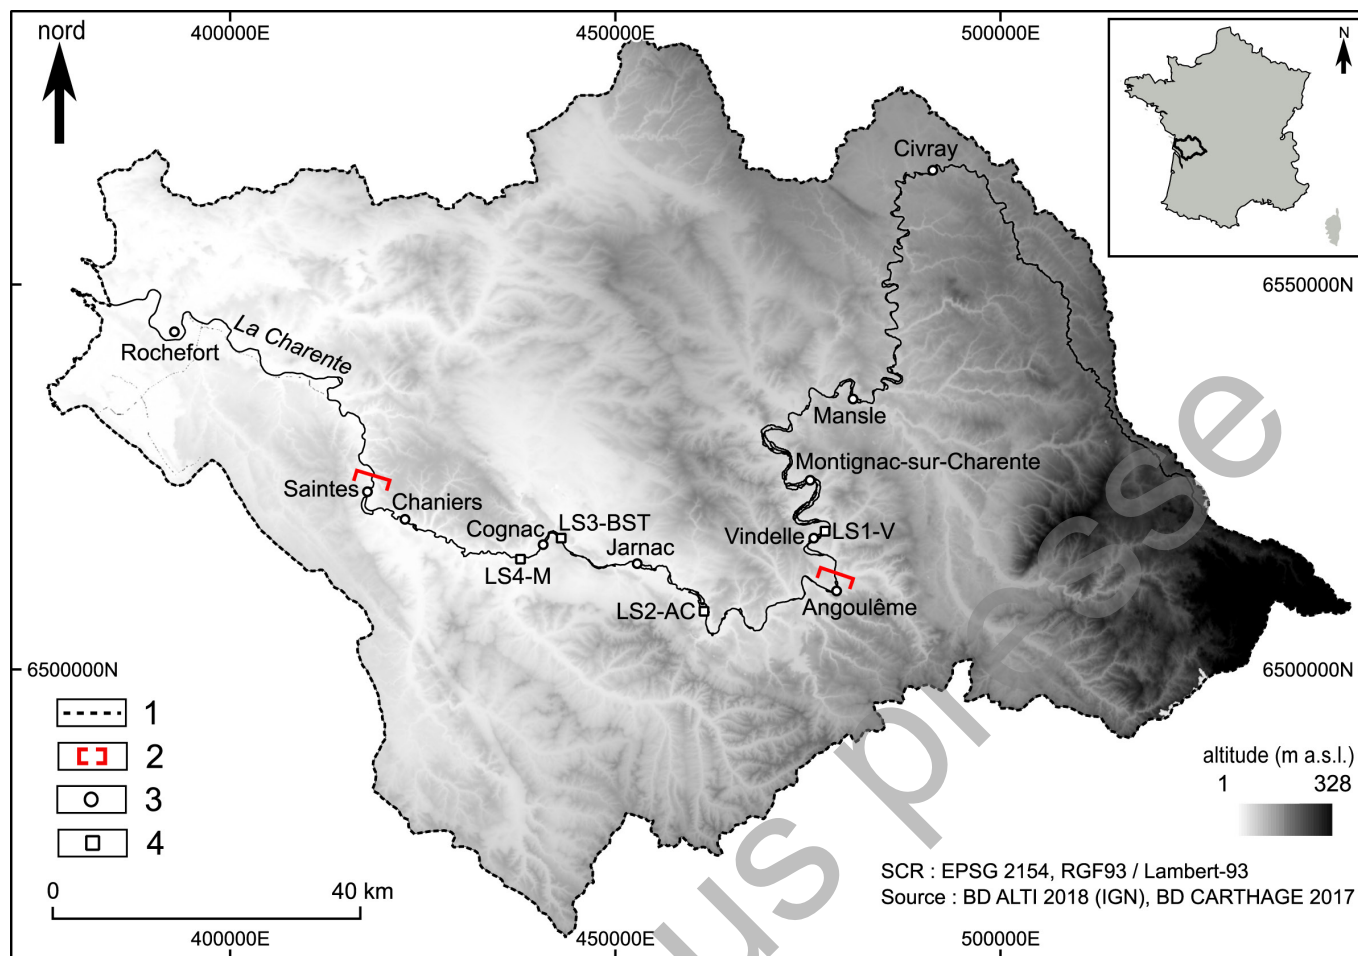 nord
400000E
450000E
500000E
N
Civray
6550000N
La Charente
Rochefort
Mansle
Montignac-sur-Charente
Saintes
Chaniers
Cognac
LS3-BST
Vindelle
LS1-V
Jarnac
LS4-M
LS2-AC
Angoulême
6500000N
6500000N
1
2
3
4
altitude (m a.s.l.)
1 328
0 40 km
SCR : EPSG 2154, RGF93 / Lambert-93
Source : BD ALTI 2018 (IGN), BD CARTHAGE 2017
400000E
450000E
500000E
us presse